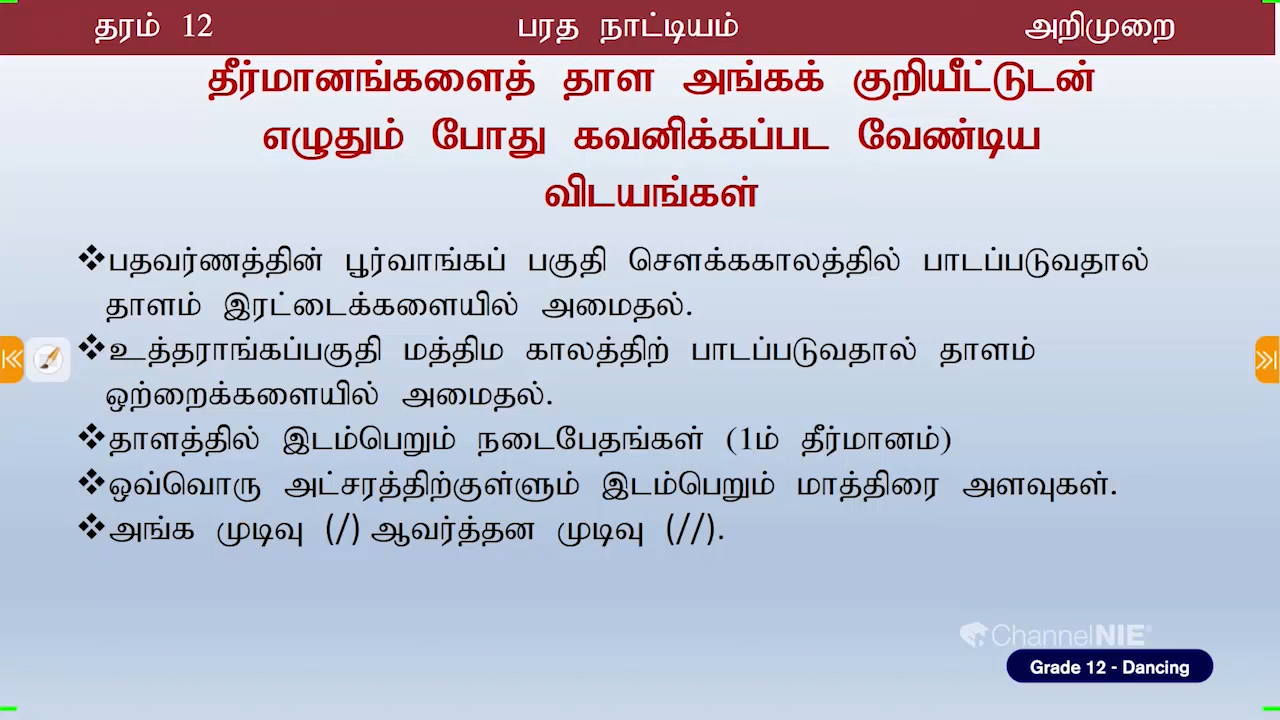 தரம் 12 பரத நாட்டியம் அறிமுறை
தீர்மானங்களைத் தாள அங்கக் குறியீட்டுடன்
எழுதும் போது கவனிக்கப்பட வேண்டிய
விடயங்கள்
❖பதவர்ணத்தின் பூர்வாங்கப் பகுதி சௌக்ககாலத்தில் பாடப்படுவதால்
தாளம் இரட்டைக்களையில் அமைதல்.
❖உத்தராங்கப்பகுதி மத்திம காலத்திற் பாடப்படுவதால் தாளம்
ஒற்றைக்களையில் அமைதல்.
❖தாளத்தில் இடம்பெறும் நடைபேதங்கள் (1ம் தீர்மானம்)
❖ஒவ்வொரு அட்சரத்திற்குள்ளும் இடம்பெறும் மாத்திரை அளவுகள்.
❖அங்க முடிவு (/) ஆவர்த்தன முடிவு (//).
ChannelNIE
Grade 12 - Dancing